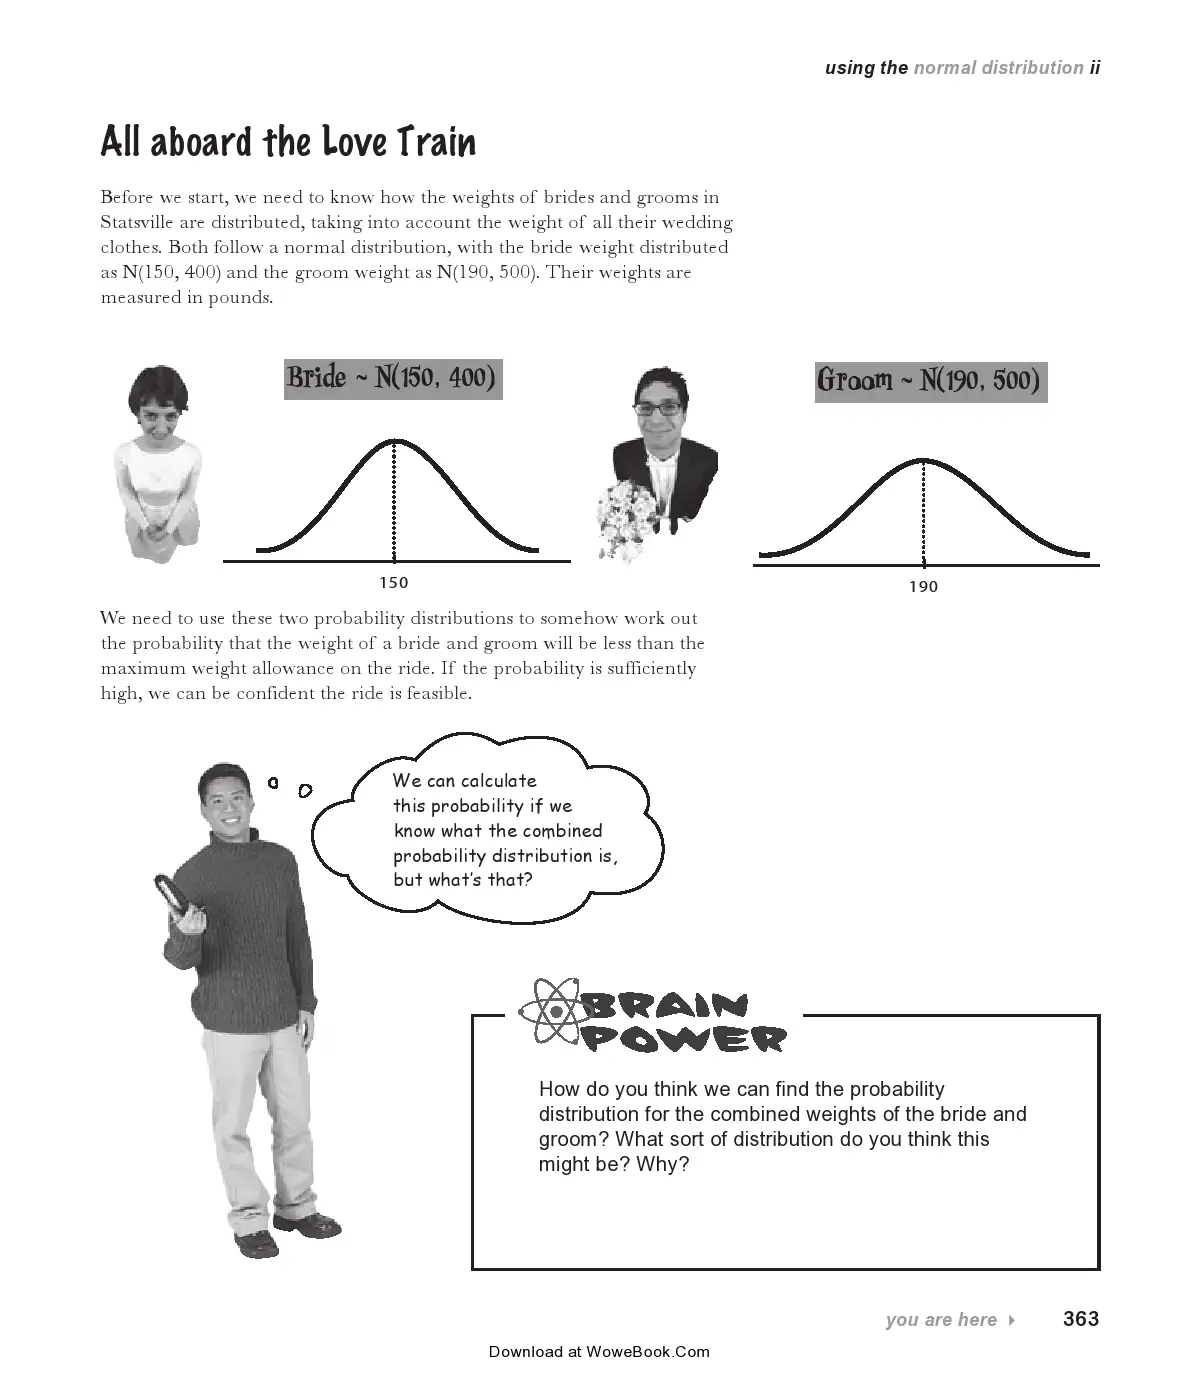 using the normal distribution ii
All aboard the Love Train
Before we start, we need to know how the weights of brides and grooms in
Statsville are distributed, taking into account the weight of all their wedding
clothes. Both follow a normal distribution, with the bride weight distributed
as N(150, 400) and the groom weight as N(190, 500). Their weights are
measured in pounds.
Bride ~ N(150, 400)
Groom ~ N(190, 500)
150
190
We need to use these two probability distributions to somehow work out
the probability that the weight of a bride and groom will be less than the
maximum weight allowance on the ride. If the probability is sufficiently
high, we can be confident the ride is feasible.
We can calculate
this probability if we
know what the combined
probability distribution is,
but what's that?
BRAIN
POWER
How do you think we can find the probability
distribution for the combined weights of the bride and
groom? What sort of distribution do you think this
might be? Why?
you are here 363
Download at WoweBook.Com